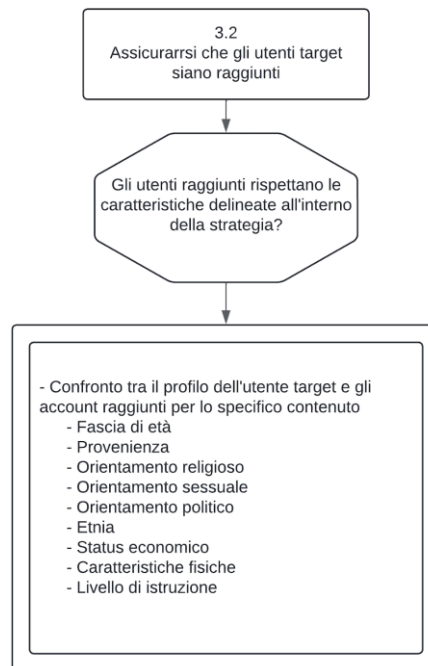 3.2
Assicurarrsi che gli utenti target
siano raggiunti
Gli utenti raggiunti rispettano le
caratteristiche delineate all'interno
della strategia?
- Confronto tra il profilo dell'utente target e gli
account raggiunti per lo specifico contenuto
- Fascia di età
- Provenienza
- Orientamento religioso
- Orientamento sessuale
- Orientamento politico
- Etnia
- Status economico
- Caratteristiche fisiche
- Livello di istruzione